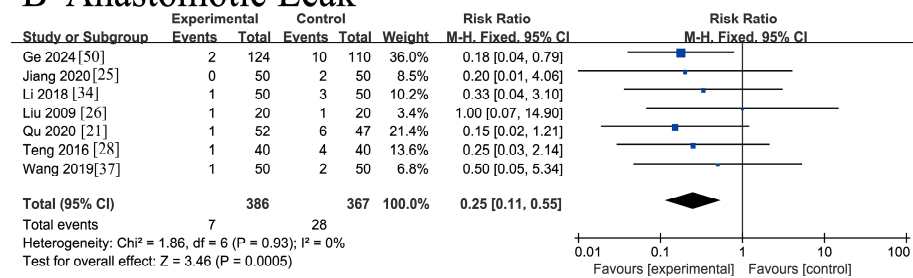 B Anastomotic Leak
Experimental Control Risk Ratio Risk Ratio
Study or Subgroup Events Total Events Total Weight M-H. Fixed. 95% CI M-H. Fixed. 95% CI
Ge 2024 [50] 2 124 10 110 36.0% 0.18 [0.04, 0.79]
Jiang 2020 [25] 0 50 2 50 8.5% 0.20 [0.01, 4.06]
Li 2018 [34] 1 50 3 50 10.2% 0.33 [0.04, 3.10]
Liu 2009 [26] 1 20 1 20 3.4% 1.00 [0.07, 14.90]
Qu 2020 [21] 1 52 6 47 21.4% 0.15 [0.02, 1.21]
Teng 2016 [28] 1 40 4 40 13.6% 0.25 [0.03, 2.14]
Wang 2019[37] 1 50 2 50 6.8% 0.50 [0.05, 5.34]
Total (95% CI) 386 367 100.0% 0.25 [0.11, 0.55]
Total events 7 28
Heterogeneity: Chi² = 1.86, df = 6 (P = 0.93); I² = 0%
Test for overall effect: Z = 3.46 (P = 0.0005)
0.01 0.1 1 10 100
Favours [experimental] Favours [control]